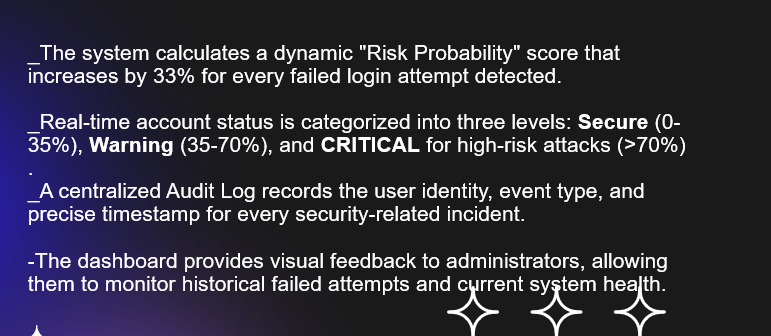 _The system calculates a dynamic "Risk Probability" score that
increases by 33% for every failed login attempt detected.
_Real-time account status is categorized into three levels: Secure (0-
35%), Warning (35-70%), and CRITICAL for high-risk attacks (>70%)
.
_A centralized Audit Log records the user identity, event type, and
precise timestamp for every security-related incident.
-The dashboard provides visual feedback to administrators, allowing
them to monitor historical failed attempts and current system health.